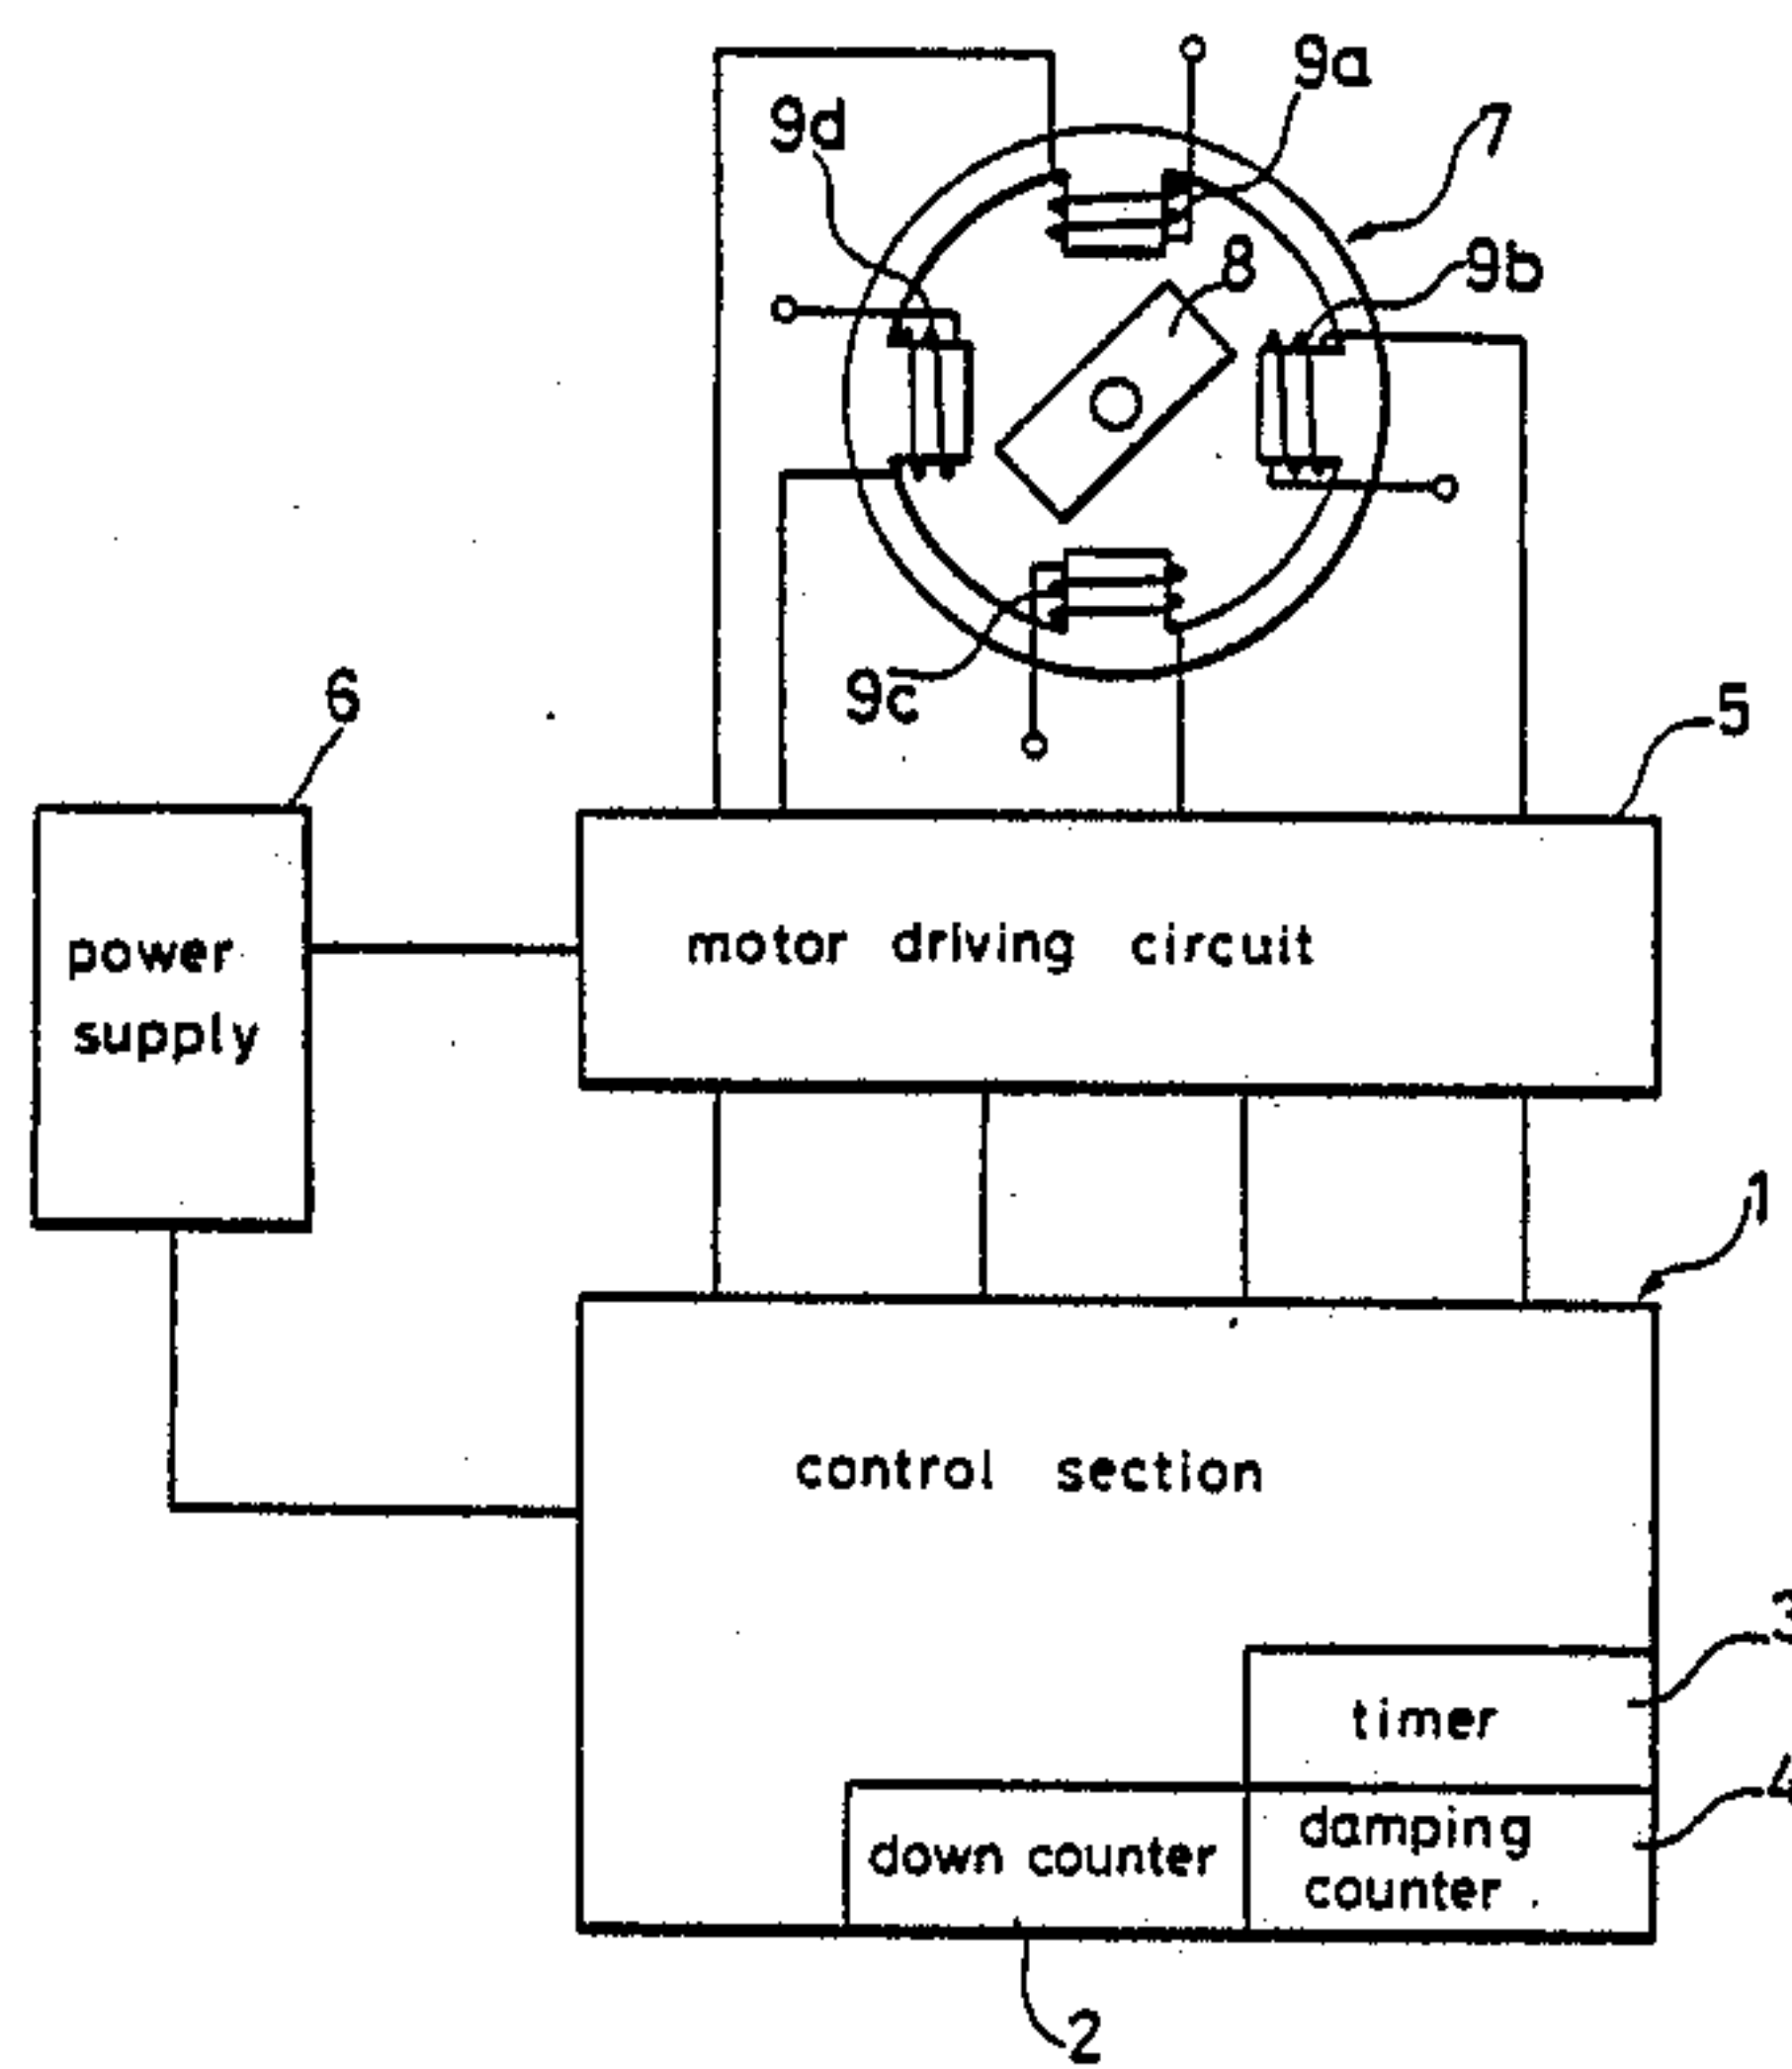 9a
9d
7
8
9b
9c
6
5
power
supply
motor driving circuit
1
control section
3
timer
4
down counter
damping
counter
2